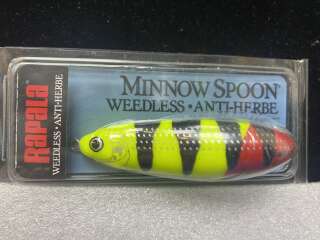 RAPALA
WEEDLESS • ANTI-HERBE
MINNOW SPOON
WEEDLESS • ANTI-HERBE